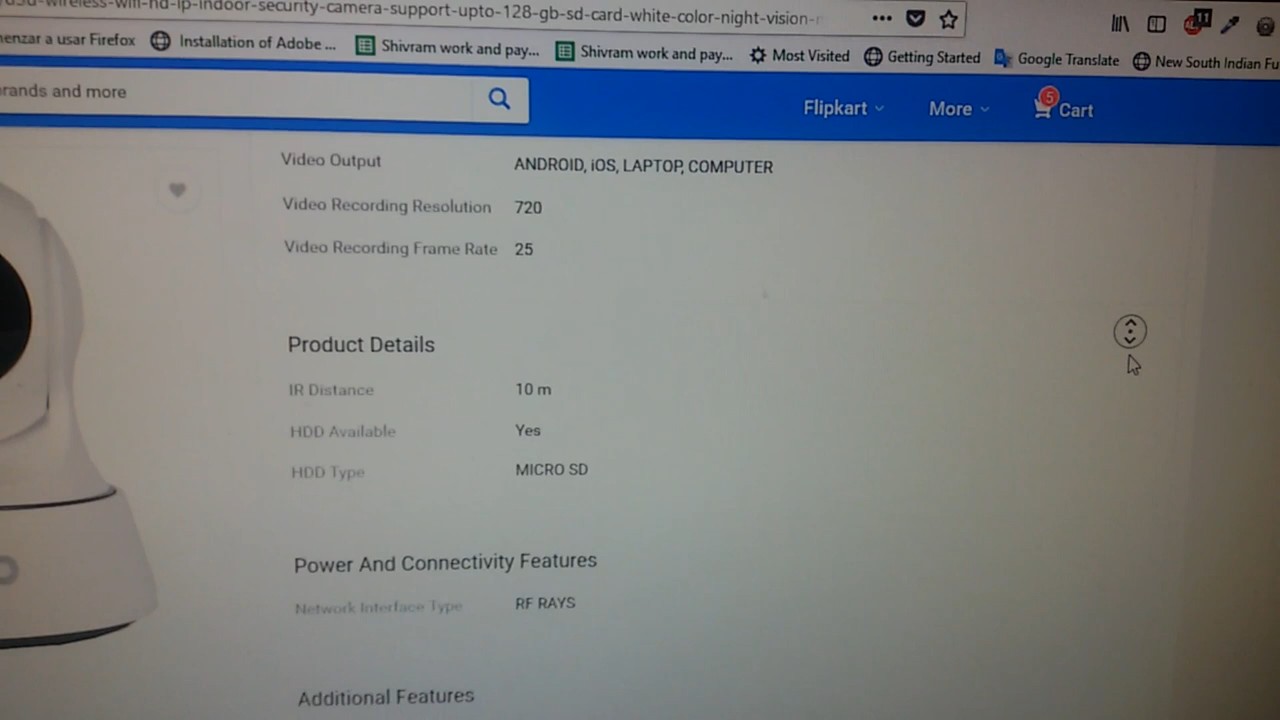 -wireless-wifi-hd-ip-indoor-security-camera-support-upto-128-gb-sd-card-white-color-night-vision-
enzar a usar Firefox Installation of Adobe ... Shivram work and pay... Shivram work and pay... Most Visited Getting Started Google Translate New South Indian Fu
11
rands and more Flipkart More 5 Cart
Video Output ANDROID, iOS, LAPTOP, COMPUTER
Video Recording Resolution 720
Video Recording Frame Rate 25
Product Details
IR Distance 10 m
HDD Available Yes
HDD Type MICRO SD
Power And Connectivity Features
Network Interface Type RF RAYS
Additional Features